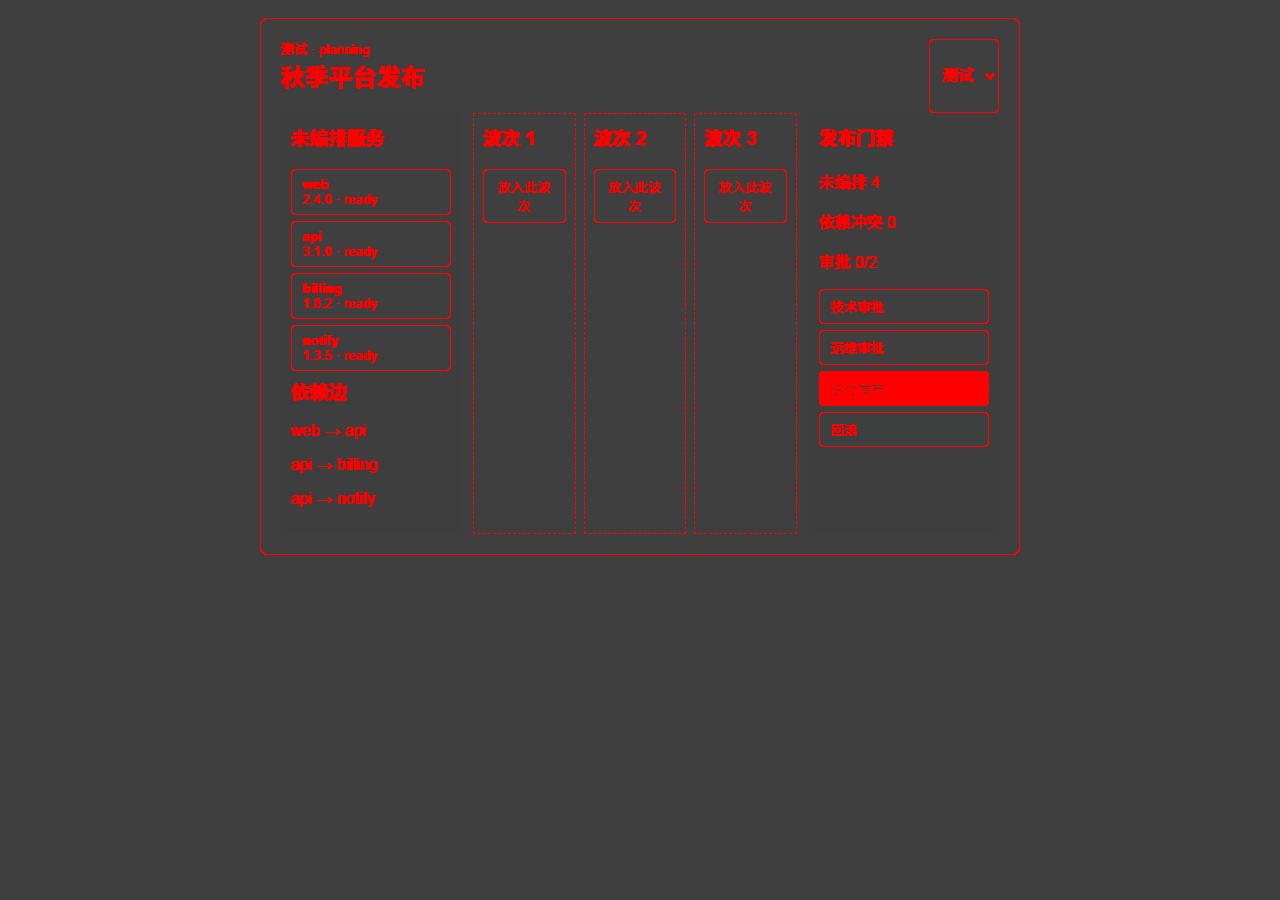 测试 · planning
秋季平台发布
测试
未编排服务
web
2.4.0 · ready
api
3.1.0 · ready
billing
1.8.2 · ready
notify
1.3.5 · ready
依赖边
web → api
api → billing
api → notify
波次 1
放入此波
次
波次 2
放入此波
次
波次 3
放入此波
次
发布门禁
未编排 4
依赖冲突 0
审批 0/2
技术审批
运维审批
回滚